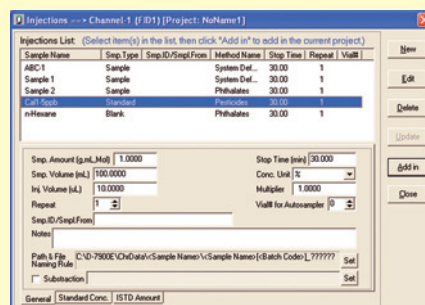 Injections ---> Channel-1 (FID1) [Project: NoName1]
Injections List: (Select item(s) in the list, then click "Add in" to add in the current project.)
Sample Name Smp.Type Smp.ID/Smpl.From Method Name Stop Time Repeat Vial#
ABC-1 Sample System Def... 30.00 1
Sample 1 Sample System Def... 30.00 1
Sample 2 Sample Phthalates 30.00 1
Cal1-5ppb Standard Pesticides 30.00 1
n-Hexane Blank Phthalates 30.00 1
New
Edit
Delete
Update
Add in
Close
Smp. Amount (g,mL,Mol) 1.0000 Stop Time (min) 30.000
Smp. Volume (mL) 100.0000 Conc. Unit %
Inj. Volume (uL) 10.0000 Multiplier 1.0000
Repeat 1 Vial# for Autosampler 0
Smp.ID/Smpl.From
Notes
Path & File Naming Rule C:\D-7900E\ChrData\<Sample Name>\<Sample Name>[<Batch Code>]_?????? Set
Substraction Set
General Standard Conc. ISTD Amount